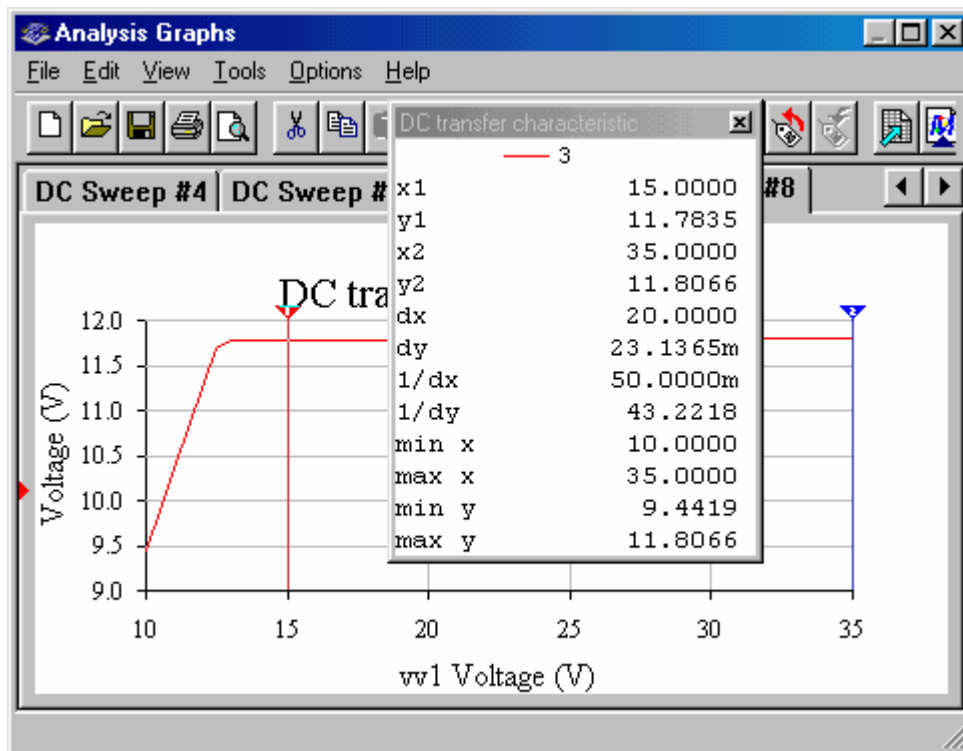 Analysis Graphs
File Edit View Tools Options Help
DC transfer characteristic
3
DC Sweep #4 DC Sweep # #8
x1 15.0000
y1 11.7835
x2 35.0000
y2 11.8066
dx 20.0000
dy 23.1365m
1/dx 50.0000m
1/dy 43.2218
min x 10.0000
max x 35.0000
min y 9.4419
max y 11.8066
DC tra
1 2
12.0
11.5
11.0
10.5
10.0
9.5
9.0
Voltage (V)
10 15 20 25 30 35
vv1 Voltage (V)